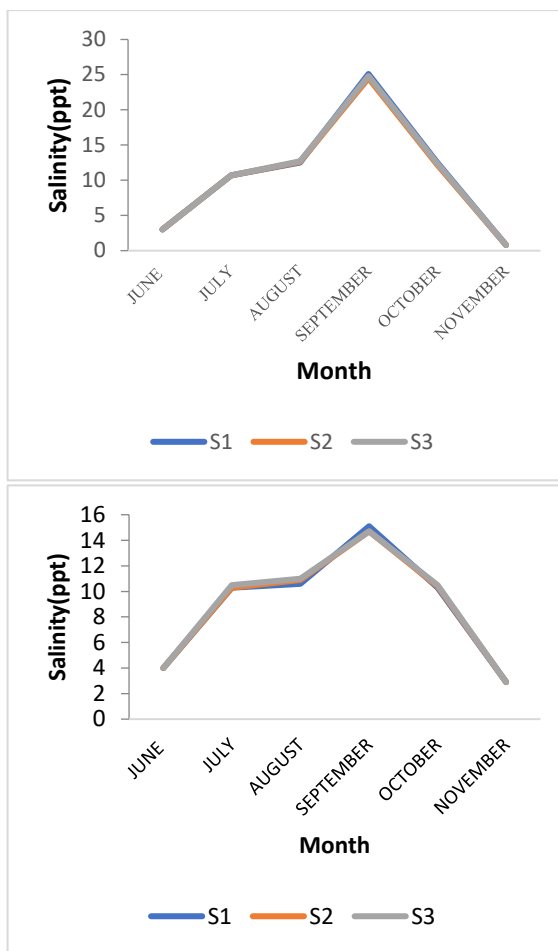 Salinity(ppt)
30
25
20
15
10
5
0
JUNE
JULY
AUGUST
SEPTEMBER
OCTOBER
NOVEMBER
Month
S1 S2 S3
Salinity(ppt)
16
14
12
10
8
6
4
2
0
JUNE
JULY
AUGUST
SEPTEMBER
OCTOBER
NOVEMBER
Month
S1 S2 S3